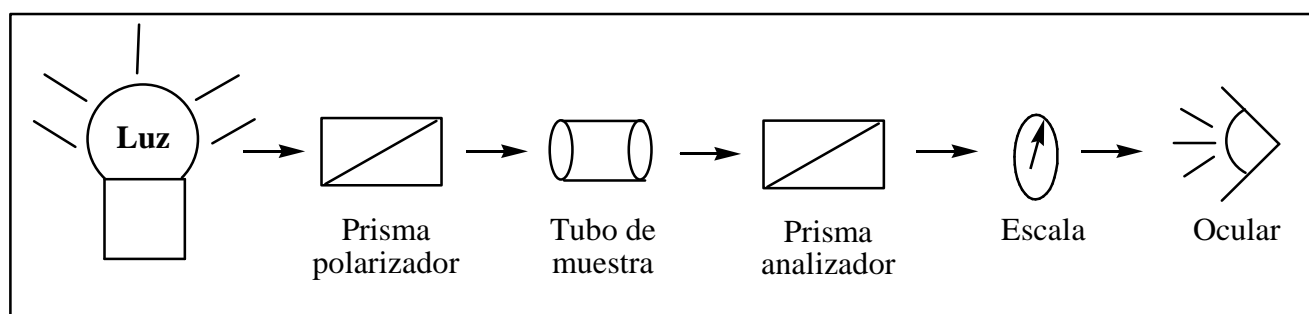 Luz
Prisma
polarizador
Tubo de
muestra
Prisma
analizador
Escala
Ocular